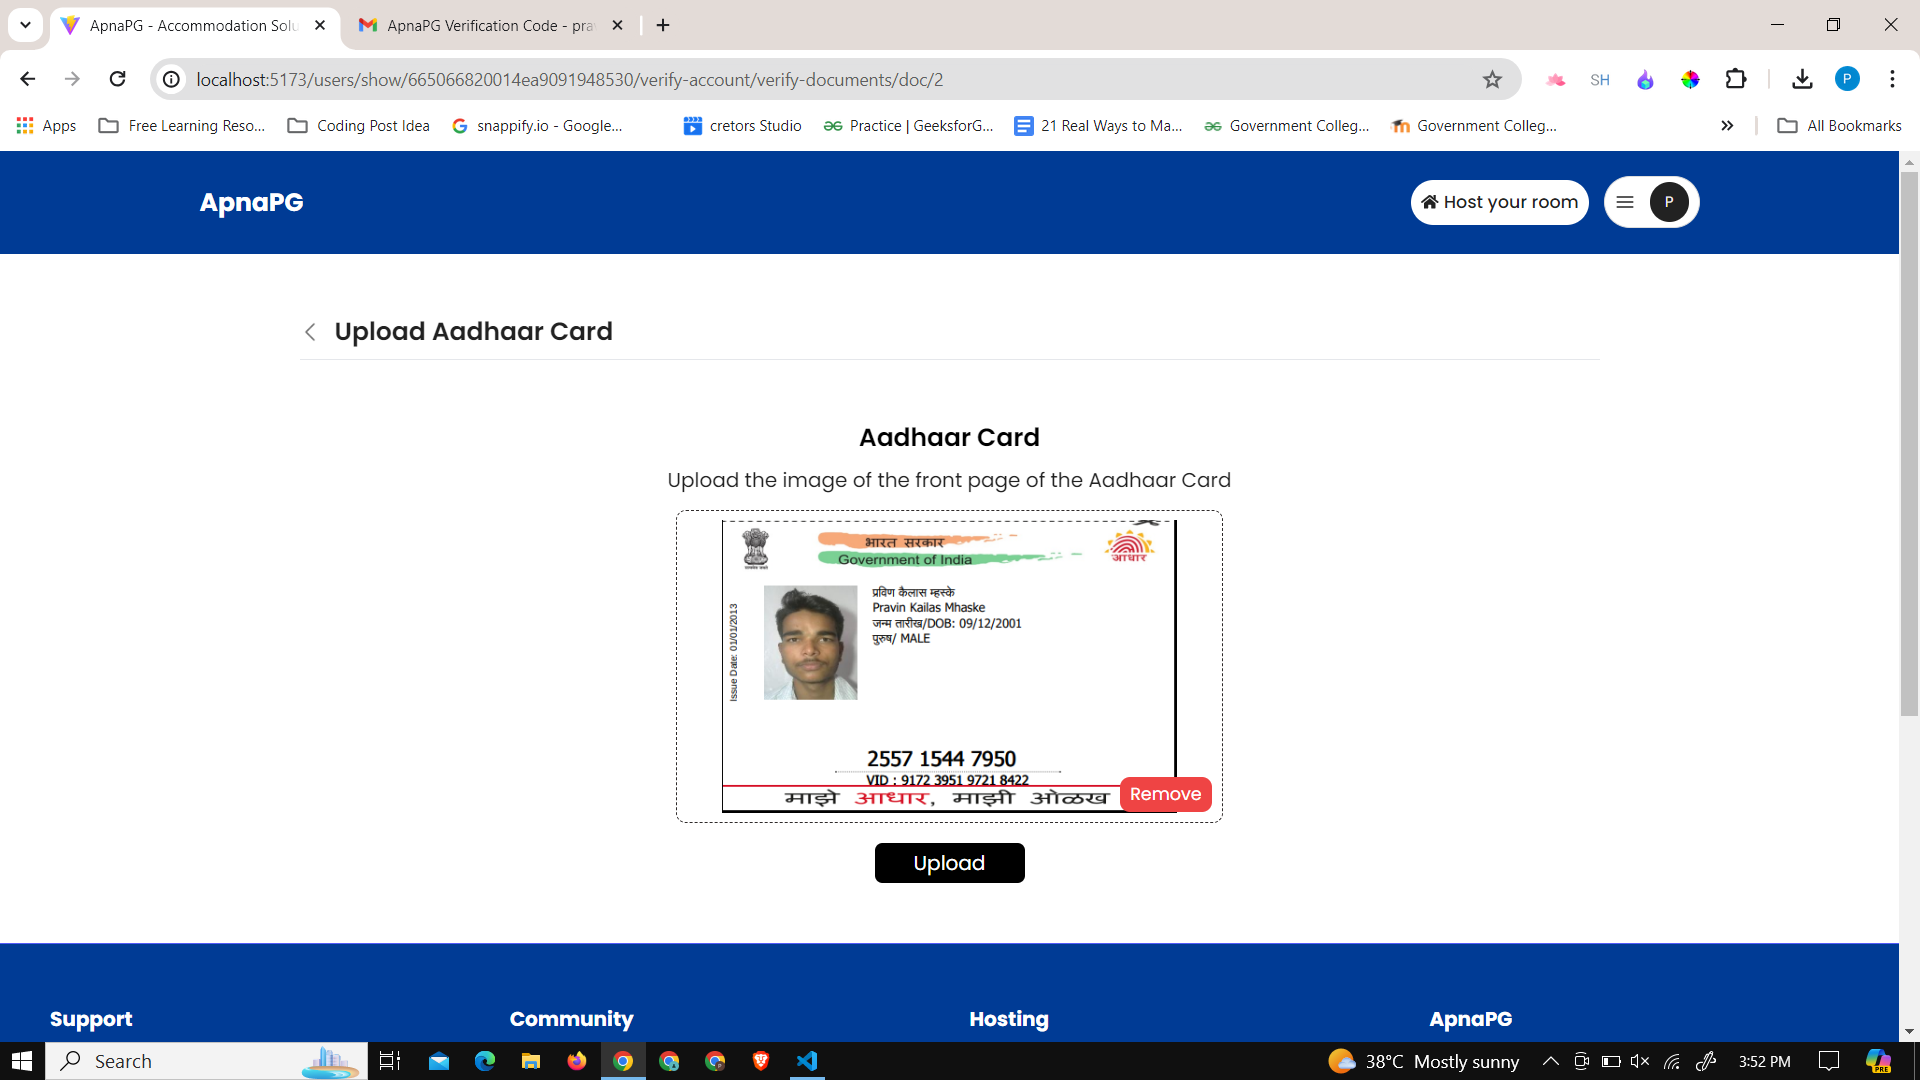 ApnaPG - Accommodation Solu
ApnaPG Verification Code - pra
localhost:5173/users/show/665066820014ea9091948530/verify-account/verify-documents/doc/2
SH
P
Apps
Free Learning Reso...
Coding Post Idea
snappify.io - Google...
cretors Studio
Practice | GeeksforG...
21 Real Ways to Ma...
Government Colleg...
Government Colleg...
All Bookmarks
ApnaPG
Host your room
P
Upload Aadhaar Card
Aadhaar Card
Upload the image of the front page of the Aadhaar Card
भारत सरकार
Government of India
आधार
Issue Date: 01/01/2013
प्रविण कैलास म्हस्के
Pravin Kailas Mhaske
जन्म तारीख/DOB: 09/12/2001
पुरुष/ MALE
2557 1544 7950
VID : 9172 3951 9721 8422
माझे आधार, माझी ओळख
Remove
Upload
Support
Community
Hosting
ApnaPG
Search
38°C Mostly sunny
3:52 PM
PRE